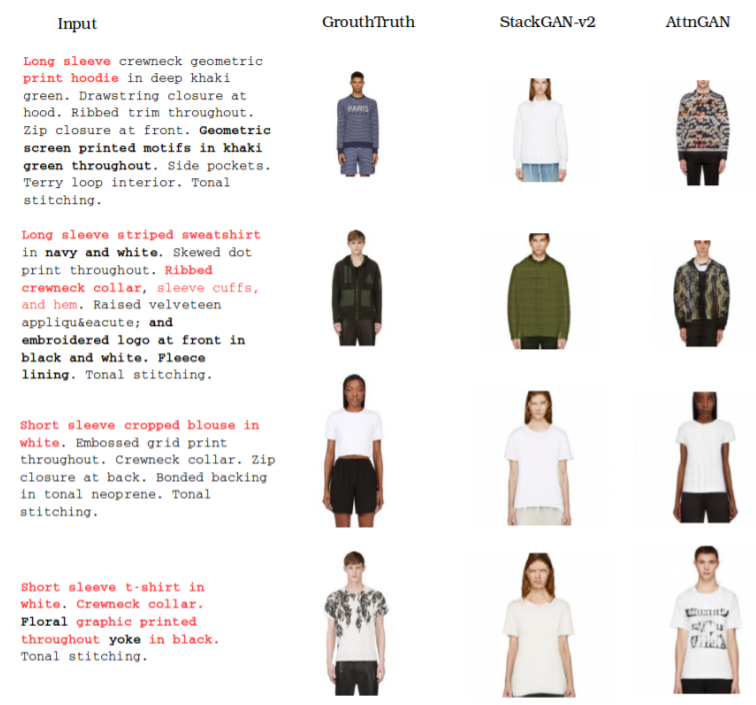 Input
GrouthTruth
StackGAN-v2
AttnGAN
Long sleeve crewneck geometric
print hoodie in deep khaki
green. Drawstring closure at
hood. Ribbed trim throughout.
Zip closure at front. Geometric
screen printed motifs in khaki
green throughout. Side pockets.
Terry loop interior. Tonal
stitching.
PARIS
Long sleeve striped sweatshirt
in navy and white. Skewed dot
print throughout. Ribbed
crewneck collar, sleeve cuffs,
and hem. Raised velveteen
appliqu&eacute; and
embroidered logo at front in
black and white. Fleece
lining. Tonal stitching.
Short sleeve cropped blouse in
white. Embossed grid print
throughout. Crewneck collar. Zip
closure at back. Bonded backing
in tonal neoprene. Tonal
stitching.
Short sleeve t-shirt in
white. Crewneck collar.
Floral graphic printed
throughout yoke in black.
Tonal stitching.